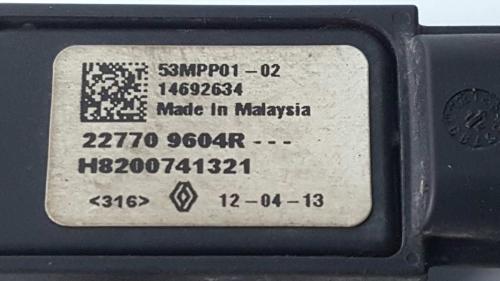 53MPP01-02
14692634
Made In Malaysia
22770 9604R ---
H8200741321
<316> 12-04-13